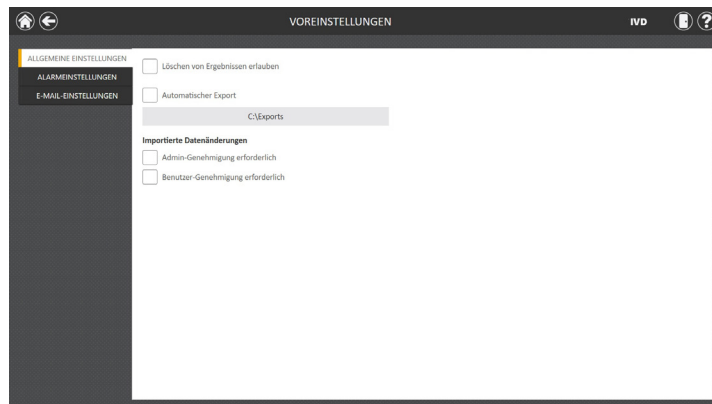 VOREINSTELLUNGEN
IVD
?
ALLGEMEINE EINSTELLUNGEN
ALARMEINSTELLUNGEN
E-MAIL-EINSTELLUNGEN
Löschen von Ergebnissen erlauben
Automatischer Export
C:\Exports
Importierte Datenänderungen
Admin-Genehmigung erforderlich
Benutzer-Genehmigung erforderlich